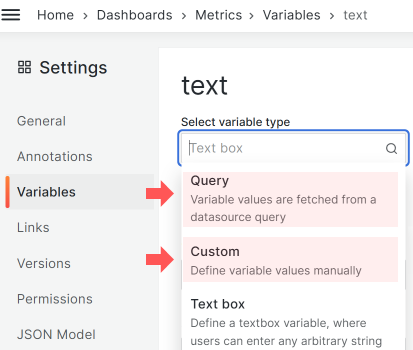 Home > Dashboards > Metrics > Variables > text
Settings
General
Annotations
Variables
Links
Versions
Permissions
JSON Model
text
Select variable type
Text box
Query
Variable values are fetched from a
datasource query
Custom
Define variable values manually
Text box
Define a textbox variable, where
users can enter any arbitrary string